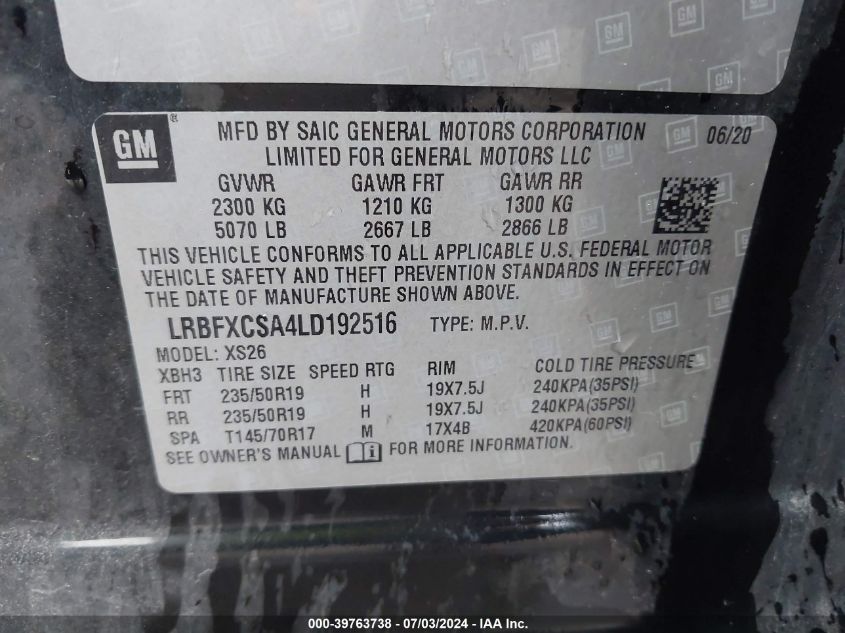 GM
GM
GM
GM
GM®
MFD BY SAIC GENERAL MOTORS CORPORATION
06/20
LIMITED FOR GENERAL MOTORS LLC
GVWR GAWR FRT GAWR RR
2300 KG 1210 KG 1300 KG
5070 LB 2667 LB 2866 LB
THIS VEHICLE CONFORMS TO ALL APPLICABLE U.S. FEDERAL MOTOR
VEHICLE SAFETY AND THEFT PREVENTION STANDARDS IN EFFECT ON
THE DATE OF MANUFACTURE SHOWN ABOVE.
LRBFXCSA4LD192516 TYPE: M.P.V.
MODEL: XS26
XBH3 TIRE SIZE SPEED RTG RIM COLD TIRE PRESSURE
FRT 235/50R19 H 19X7.5J 240KPA(35PSI)
RR 235/50R19 H 19X7.5J 240KPA(35PSI)
SPA T145/70R17 M 17X4B 420KPA(60PSI)
SEE OWNER'S MANUAL i FOR MORE INFORMATION.
000-39763738 - 07/03/2024 - IAA Inc.